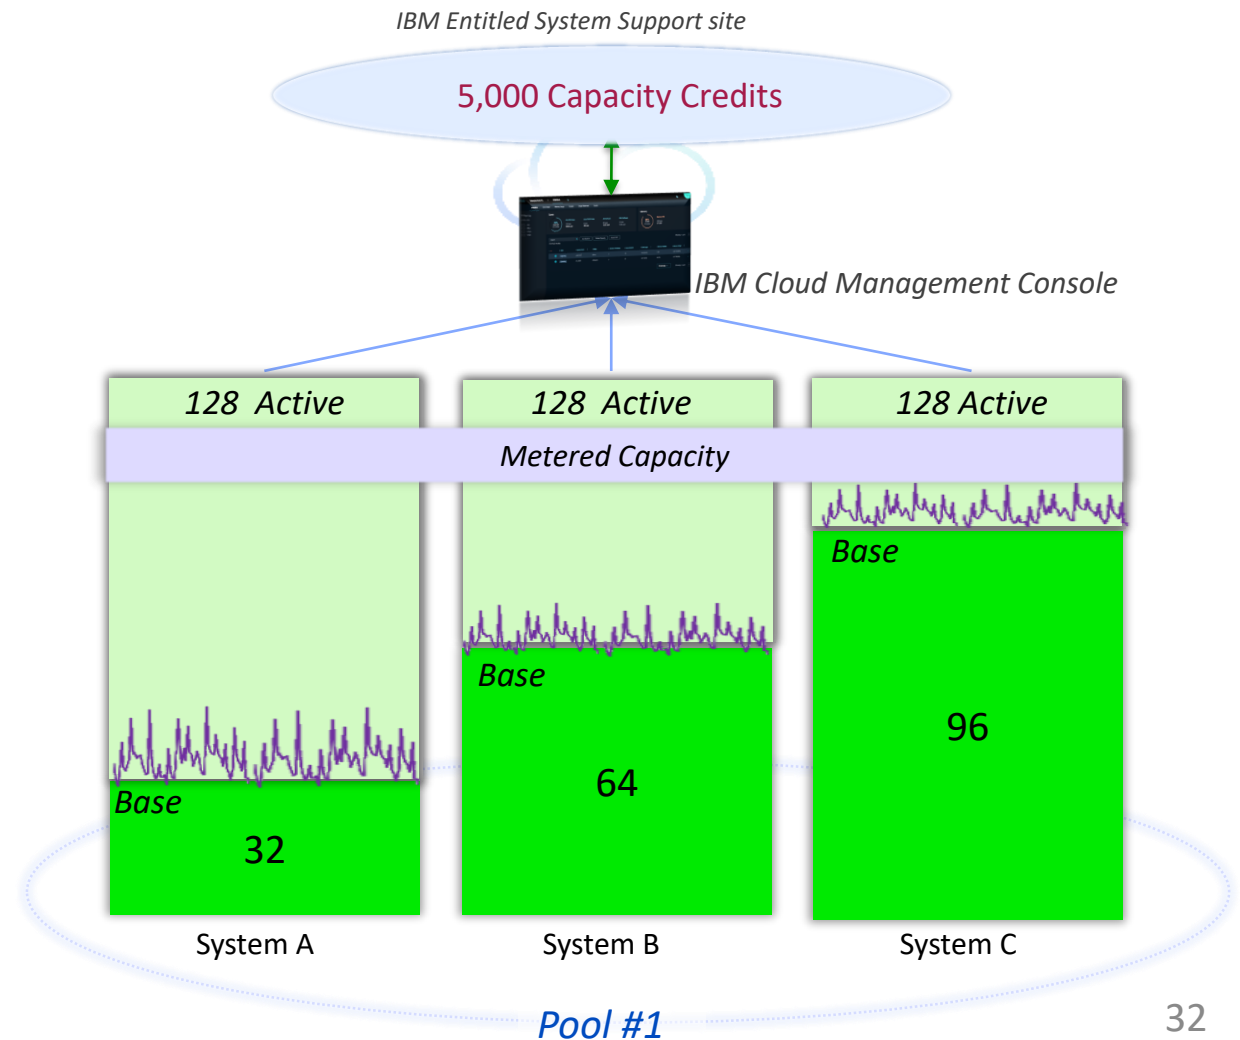 IBM Entitled System Support site
5,000 Capacity Credits
IBM Cloud Management Console
128 Active
128 Active
128 Active
Metered Capacity
Base
Base
Base
96
64
32
System A
System B
System C
Pool #1
32